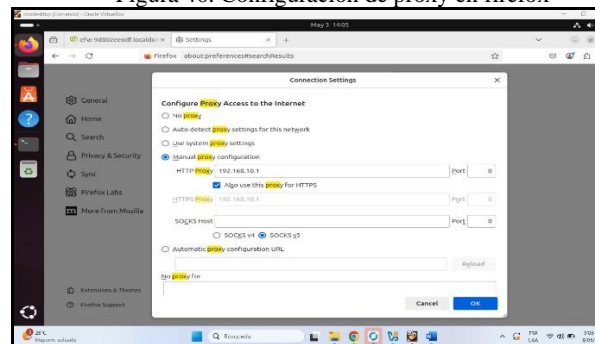 Figura 40. Configuración de proxy en firefox
May 3 14:05
Settings
Firefox about:preferences#searchResults
Connection Settings
General
Home
Search
Privacy & Security
Sync
Firefox Labs
More from Mozilla
Extensions & Themes
Firefox Support
Configure Proxy Access to the Internet
No proxy
Auto-detect proxy settings for this network
Use system proxy settings
Manual proxy configuration
HTTP Proxy 192.168.10.1 Port 0
Also use this proxy for HTTPS
HTTPS Proxy 192.168.10.1 Port 0
SOCKS Host Port 0
SOCKS v4 SOCKS v5
Automatic proxy configuration URL
Reload
No proxy for
Cancel OK
Búsqueda